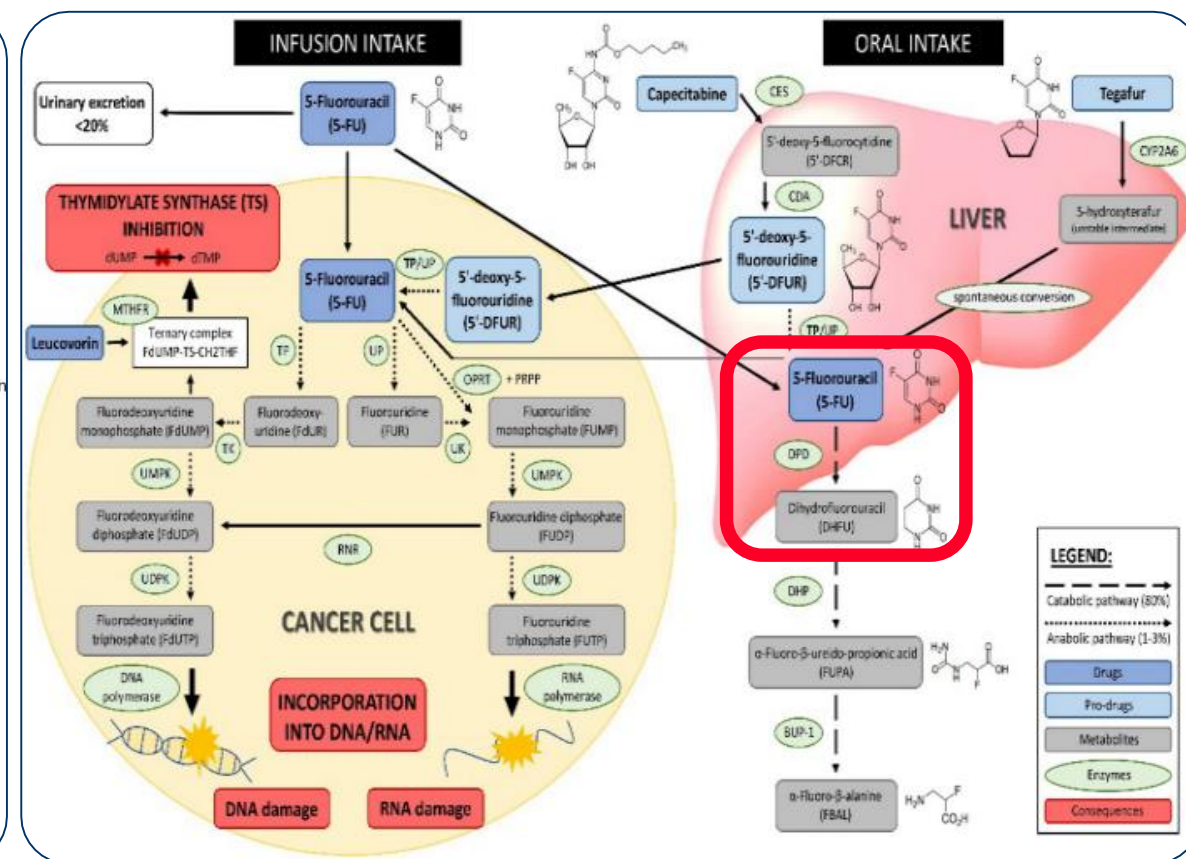 INFUSION INTAKE
ORAL INTAKE
Urinary excretion
<20%
5-Fluorouracil
(5-FU)
Capecitabine
CES
Tegafur
5'-deoxy-5-fluorocytidine
(5'-DFCR)
CYP2A6
CDA
THYMIDYLATE SYNTHASE (TS)
INHIBITION
dUMP
dTMP
5'-deoxy-5-
fluorouridine
(5'-DFUR)
LIVER
5-hydroxyterafur
(unstable intermediate)
5-Fluorouracil
(5-FU)
TP/UP
5'-deoxy-5-
fluorouridine
(5'-DFUR)
spontaneous conversion
TP/UP
MTHFR
Leucovorin
Ternary complex
FdUMP-TS-CH2THF
TP
UP
OPRT
+ PRPP
5-Fluorouracil
(5-FU)
Fluorodeoxyuridine
monophosphate (FdUMP)
TK
Fluorodeoxy-
uridine (FdUR)
Fluorouridine
(FUR)
UK
Fluorouridine
monophosphate (FUMP)
DPD
UMPK
UMPK
Dihydrofluorouracil
(DHFU)
Fluorodeoxyuridine
diphosphate (FdUDP)
RNR
Fluorouridine diphosphate
(FUDP)
UDPK
UDPK
DHP
Fluorodeoxyuridine
triphosphate (FdUTP)
CANCER CELL
Fluorouridine
triphosphate (FUTP)
α-Fluoro-β-ureido-propionic acid
(FUPA)
DNA
polymerase
INCORPORATION
INTO DNA/RNA
RNA
polymerase
BUP-1
DNA damage
RNA damage
α-Fluoro-β-alanine
(FBAL)
LEGEND:
Catabolic pathway (80%)
Anabolic pathway (1-3%)
Drugs
Pro-drugs
Metabolites
Enzymes
Consequences